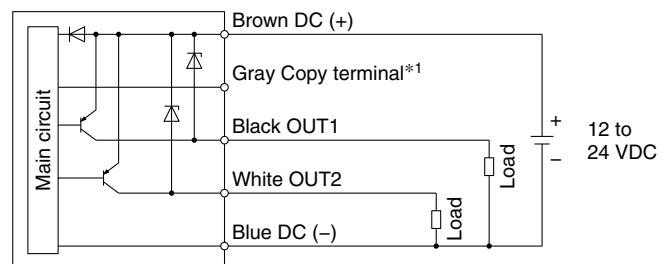 Brown DC (+)
Gray Copy terminal*1
Main circuit
Black OUT1
+
12 to
24 VDC
−
Load
White OUT2
Load
Blue DC (−)